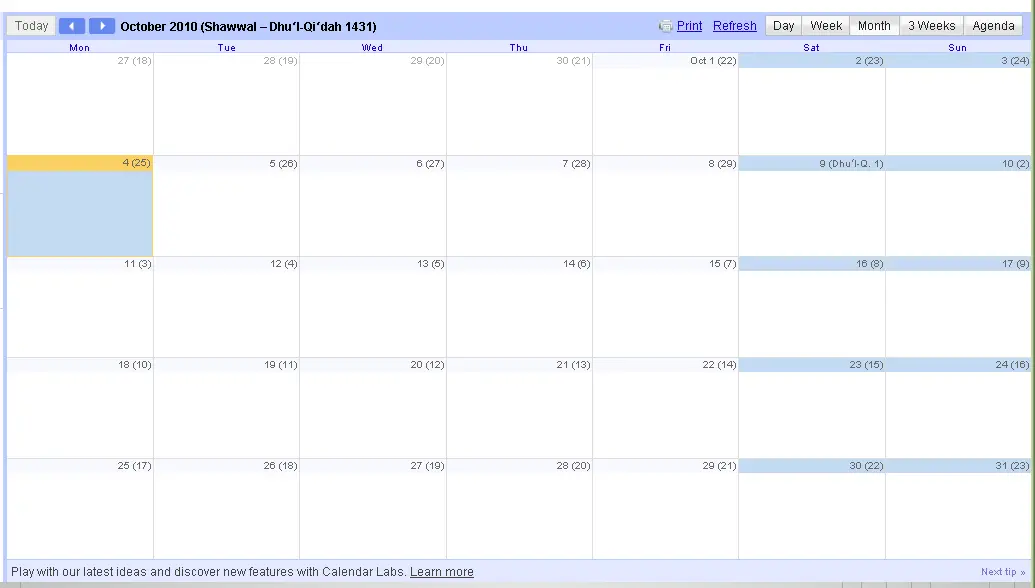 Today October 2010 (Shawwal – Dhuʻl-Qiʻdah 1431) Print Refresh Day Week Month 3 Weeks Agenda
Mon Tue Wed Thu Fri Sat Sun
27 (18) 28 (19) 29 (20) 30 (21) Oct 1 (22) 2 (23) 3 (24)
4 (25) 5 (26) 6 (27) 7 (28) 8 (29) 9 (Dhuʻl-Q. 1) 10 (2)
11 (3) 12 (4) 13 (5) 14 (6) 15 (7) 16 (8) 17 (9)
18 (10) 19 (11) 20 (12) 21 (13) 22 (14) 23 (15) 24 (16)
25 (17) 26 (18) 27 (19) 28 (20) 29 (21) 30 (22) 31 (23)
Play with our latest ideas and discover new features with Calendar Labs. Learn more Next tip »